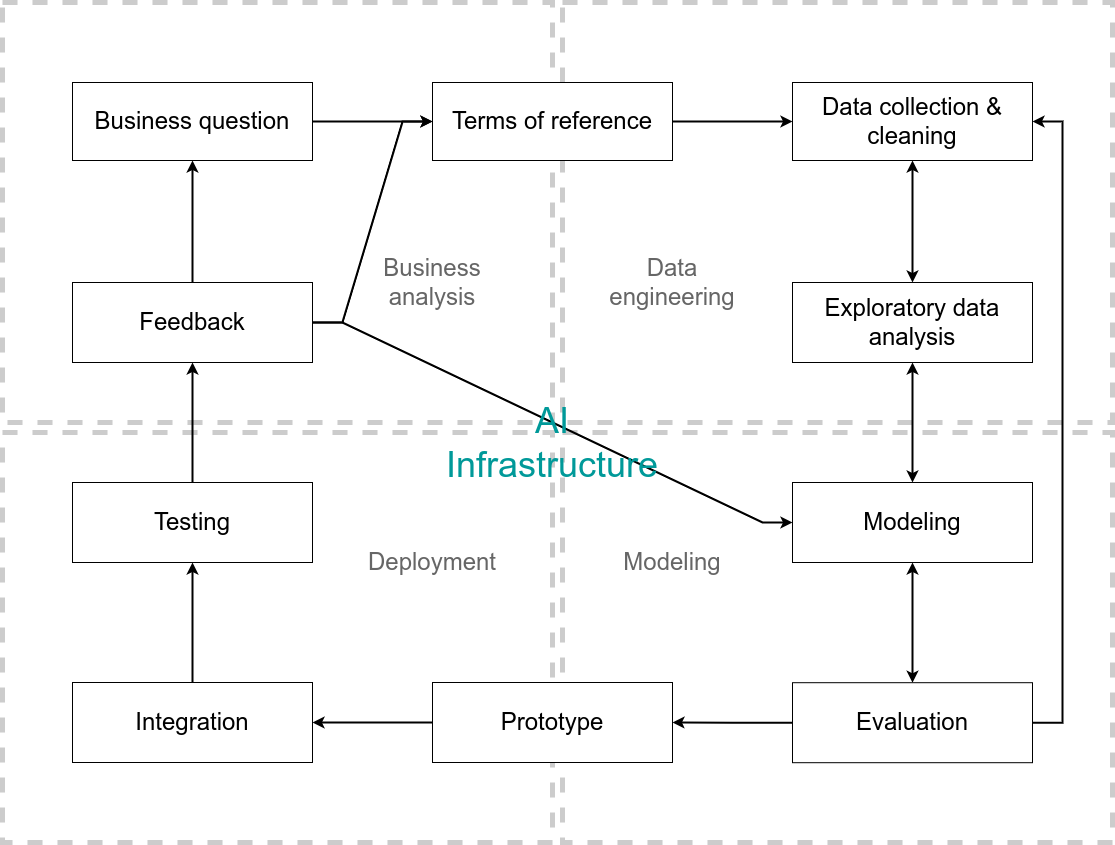 Business question
Terms of reference
Data collection &
cleaning
Business
analysis
Data
engineering
Feedback
Exploratory data
analysis
AI
Infrastructure
Testing
Modeling
Deployment
Modeling
Integration
Prototype
Evaluation